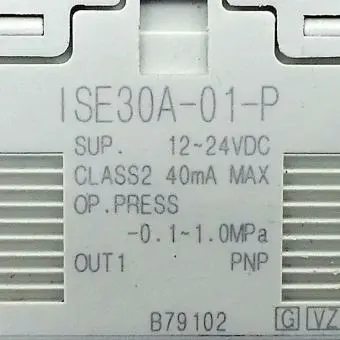 ISE30A-01-P
SUP. 12~24VDC
CLASS2 40mA MAX
OP.PRESS
-0.1~1.0MPa
OUT1 PNP
B79102 G VZ